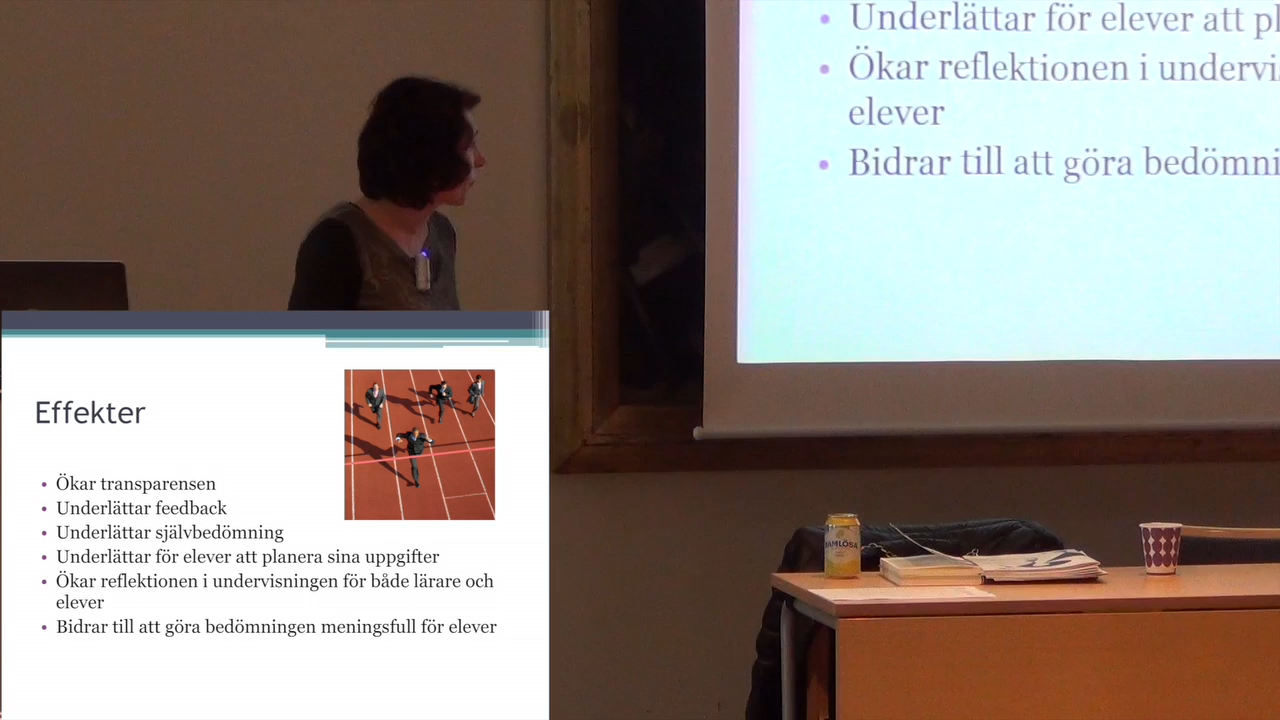 Underlättar för elever att pl
Ökar reflektionen i undervis
elever
Bidrar till att göra bedömni
Effekter
Ökar transparensen
Underlättar feedback
Underlättar självbedömning
Underlättar för elever att planera sina uppgifter
Ökar reflektionen i undervisningen för både lärare och
elever
Bidrar till att göra bedömningen meningsfull för elever
RAMLÖSA